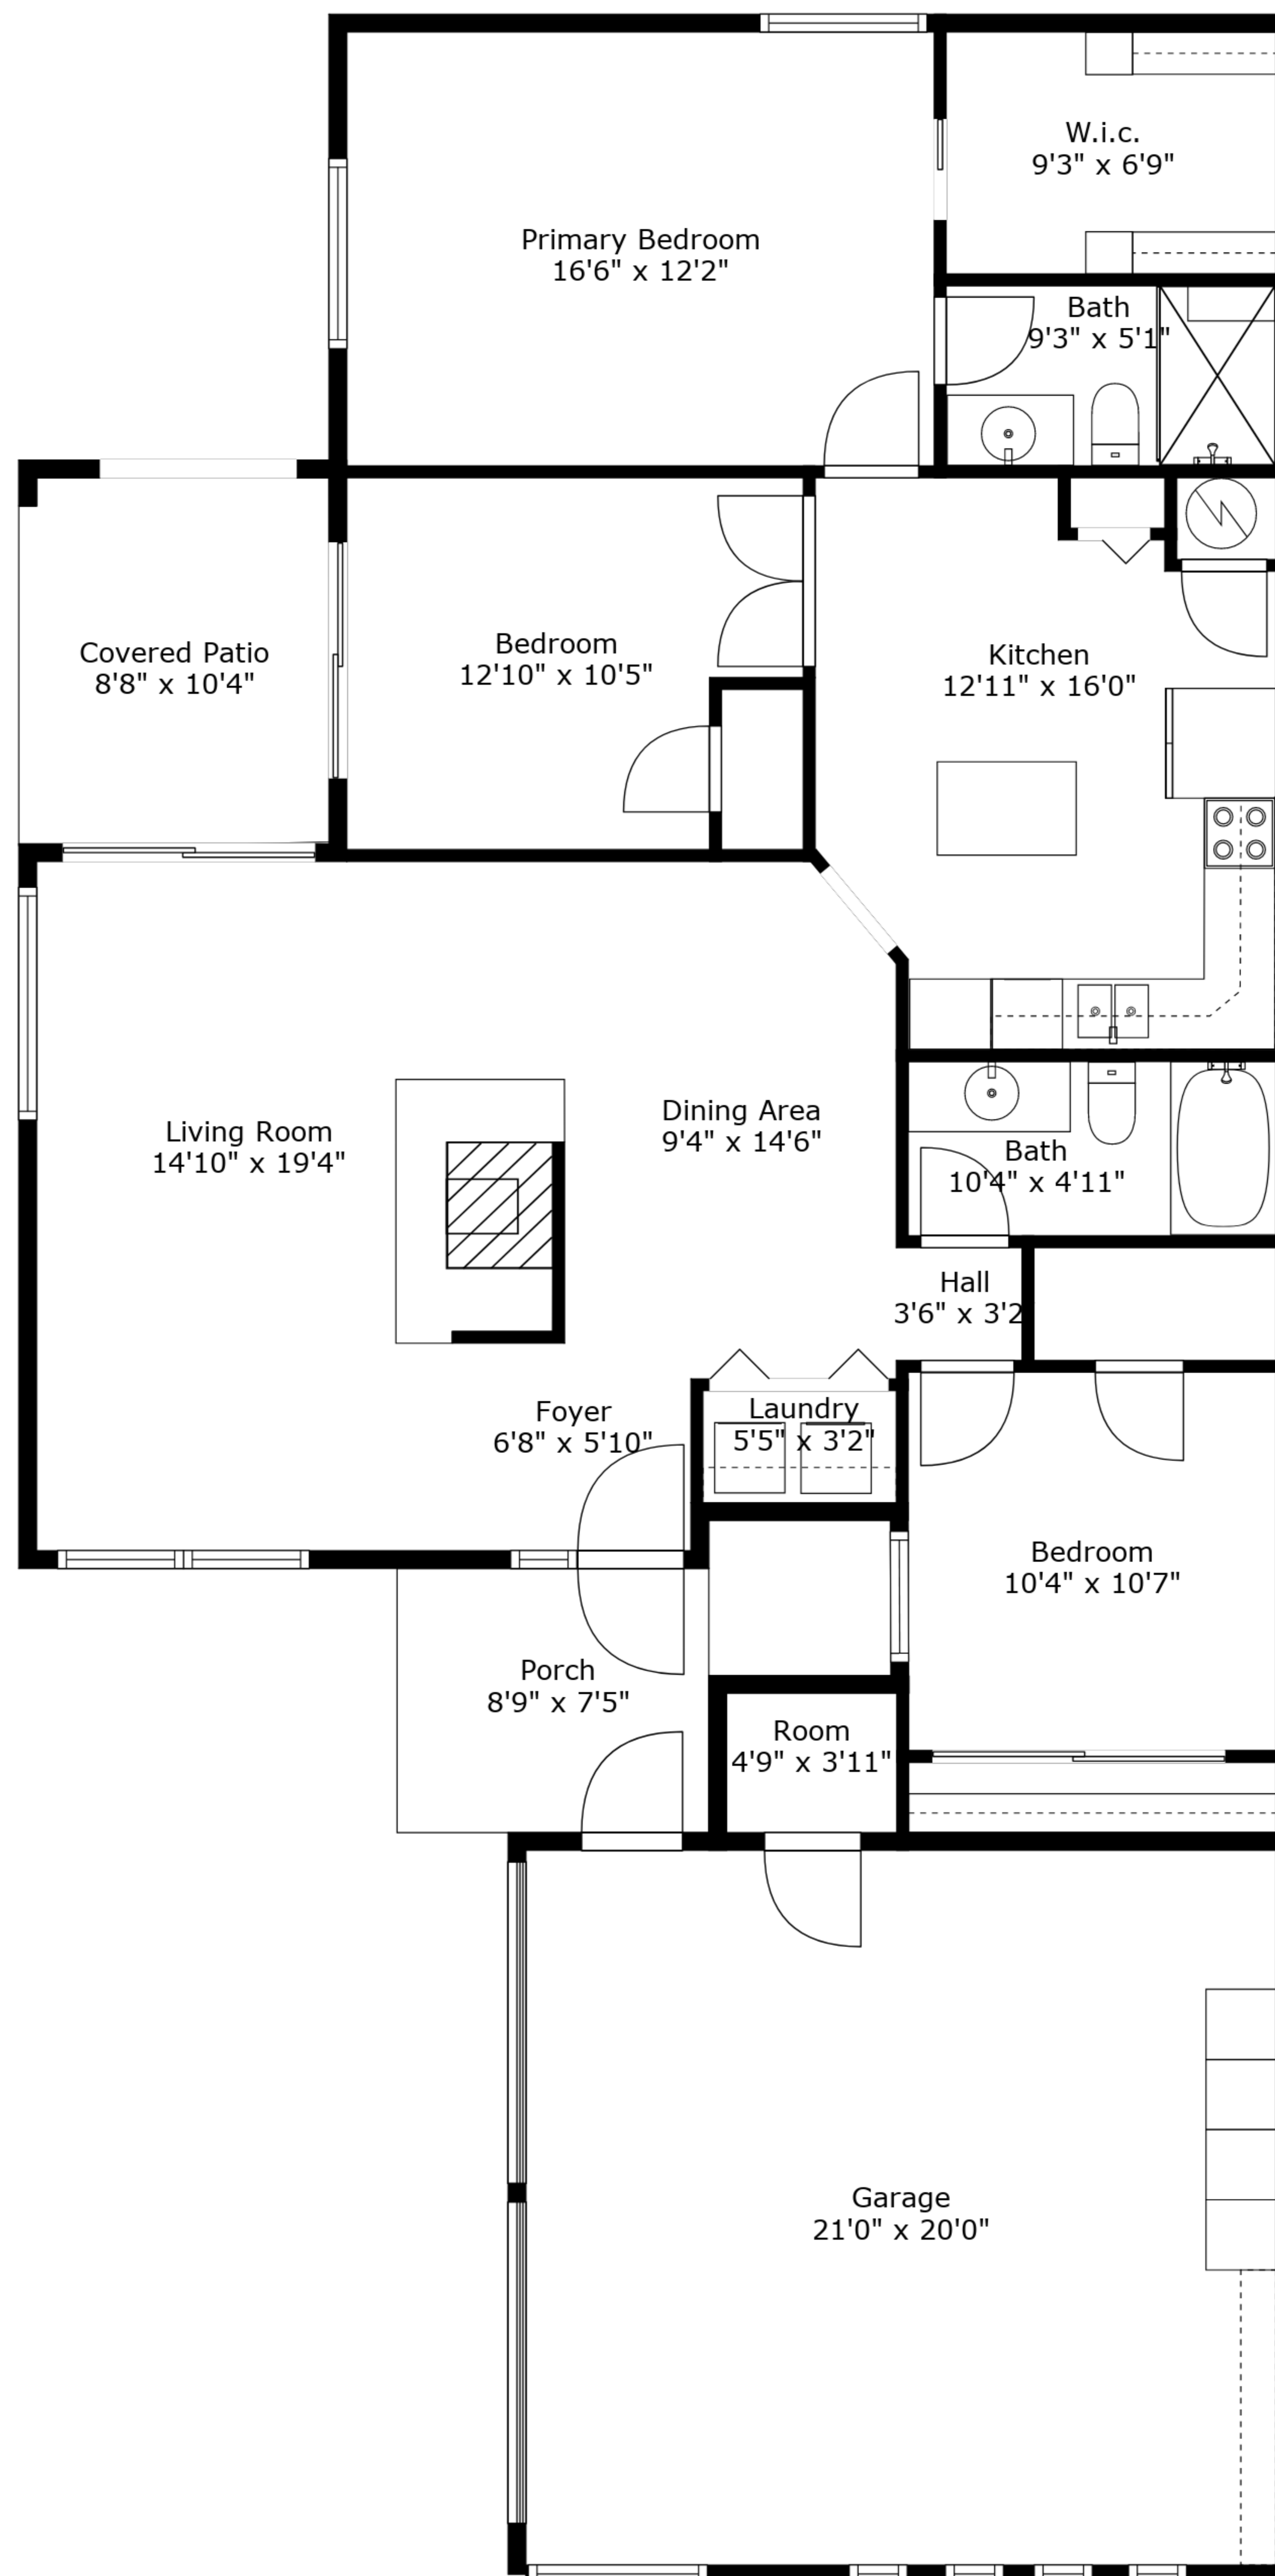 W.i.c.
9'3" x 6'9"
Primary Bedroom
16'6" x 12'2"
Bath
9'3" x 5'1"
Covered Patio
8'8" x 10'4"
Bedroom
12'10" x 10'5"
Kitchen
12'11" x 16'0"
Living Room
14'10" x 19'4"
Dining Area
9'4" x 14'6"
Bath
10'4" x 4'11"
Hall
3'6" x 3'2
Foyer
6'8" x 5'10"
Laundry
5'5" x 3'2"
Bedroom
10'4" x 10'7"
Porch
8'9" x 7'5"
Room
4'9" x 3'11"
Garage
21'0" x 20'0"